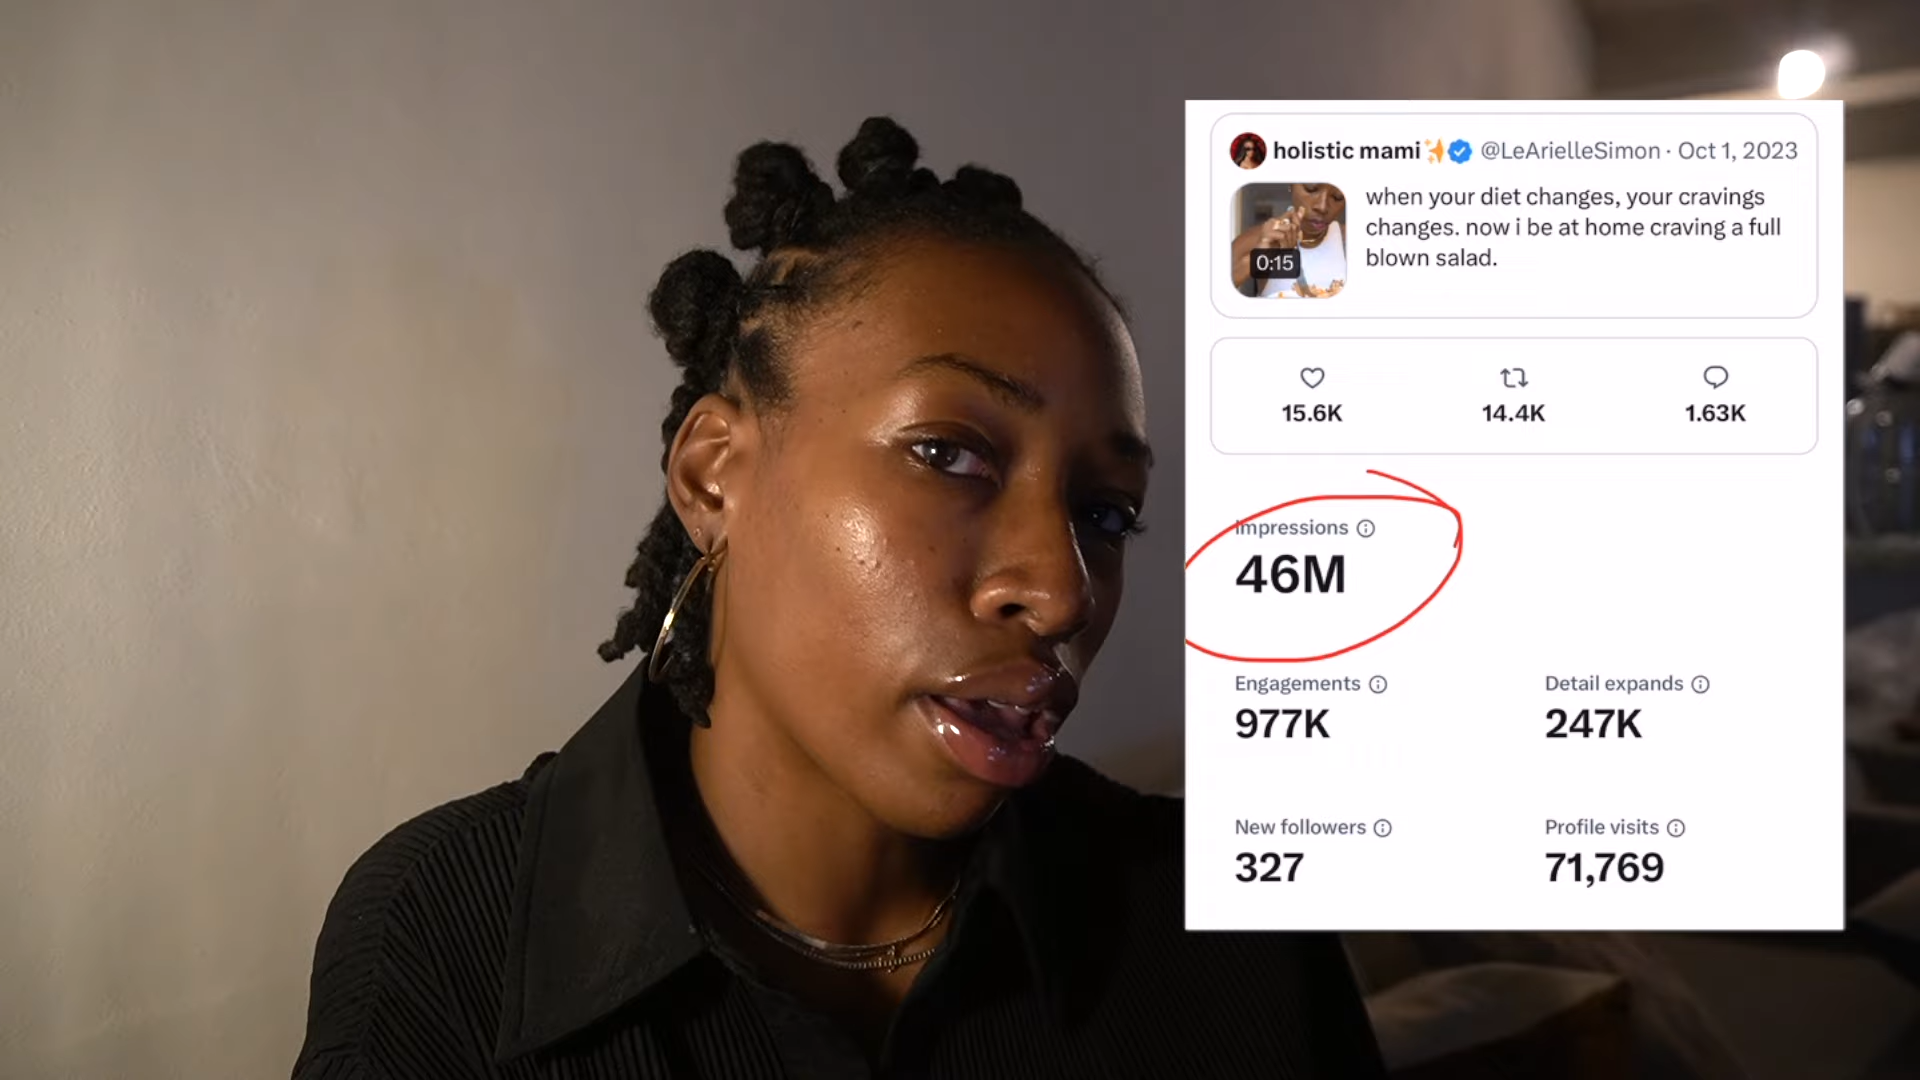 holistic mami✨ @LeArielleSimon · Oct 1, 2023
when your diet changes, your cravings
changes. now i be at home craving a full
blown salad.
0:15
15.6K 14.4K 1.63K
Impressions
46M
Engagements Detail expands
977K 247K
New followers Profile visits
327 71,769